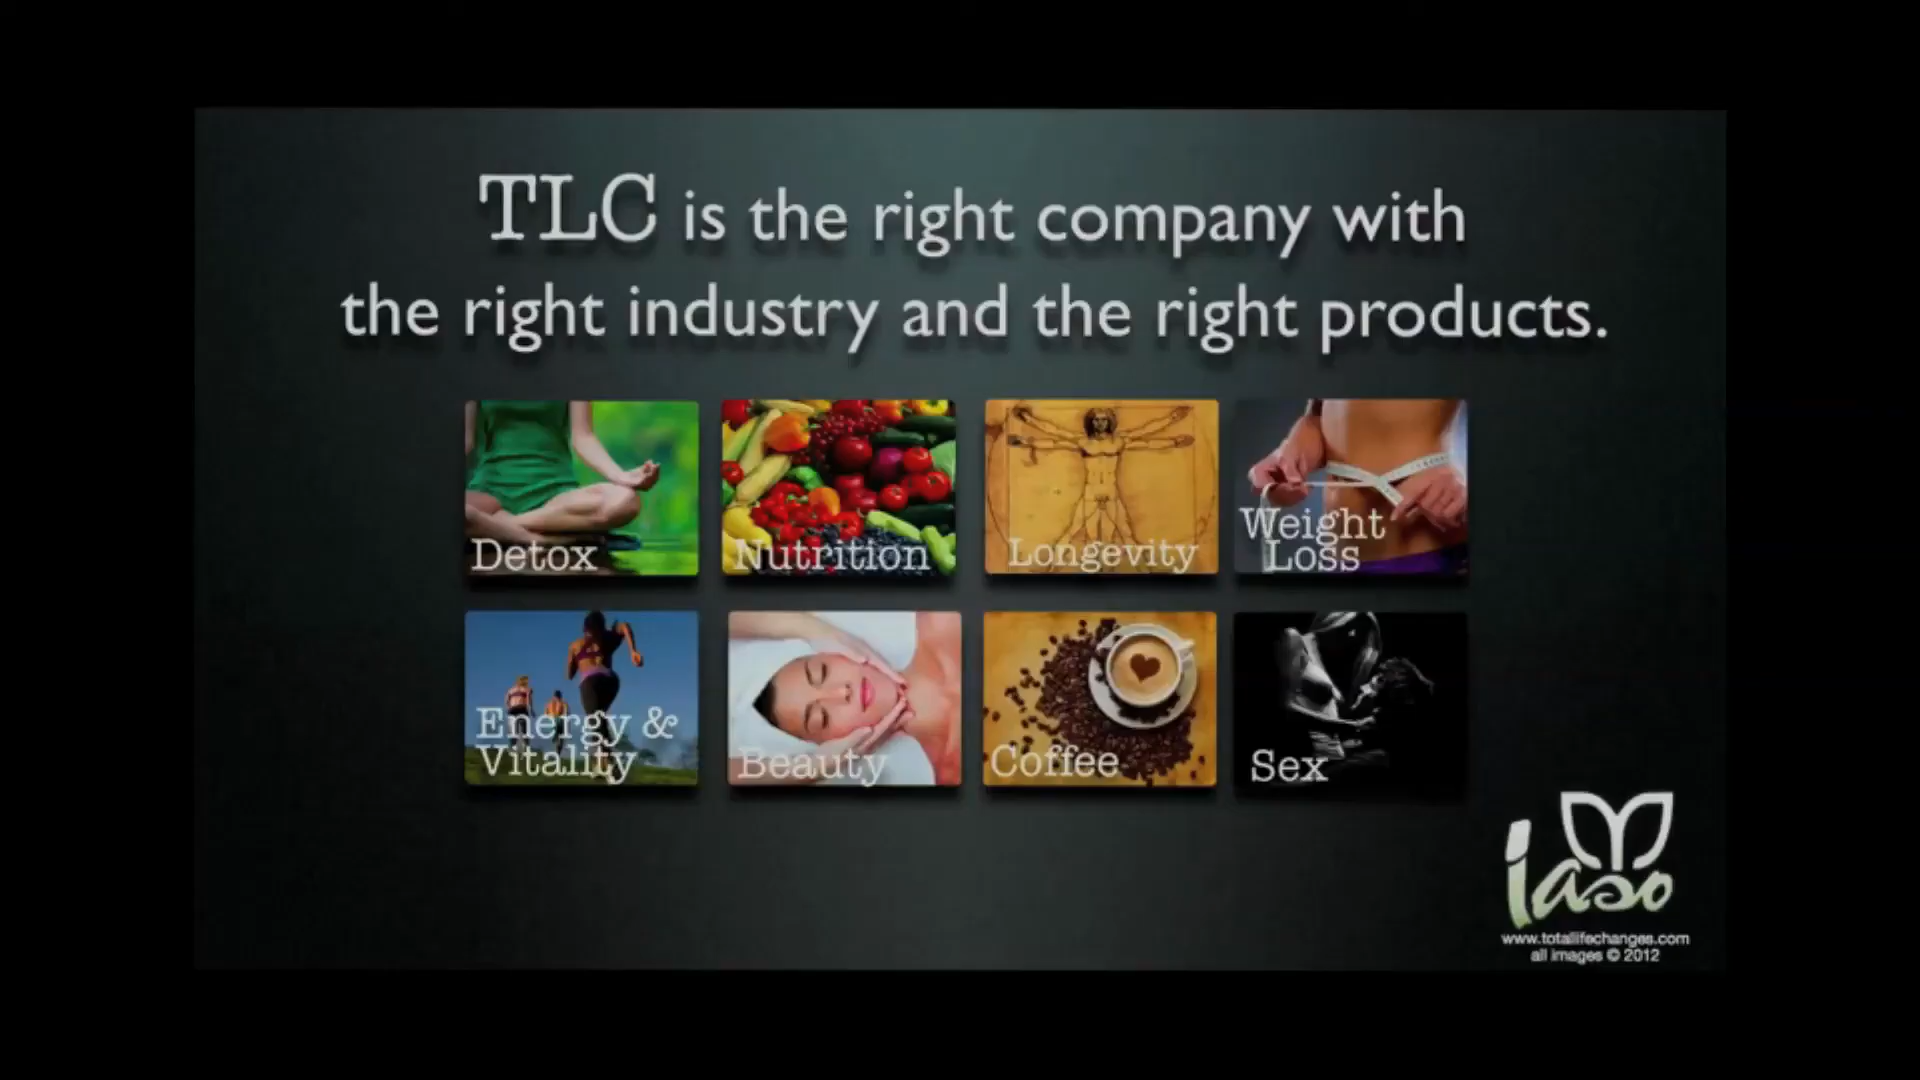 TLC is the right company with
the right industry and the right products.
Detox
Nutrition
Longevity
Weight
Loss
Energy &
Vitality
Beauty
Coffee
Sex
iaso
www.totallifechanges.com
all images © 2012